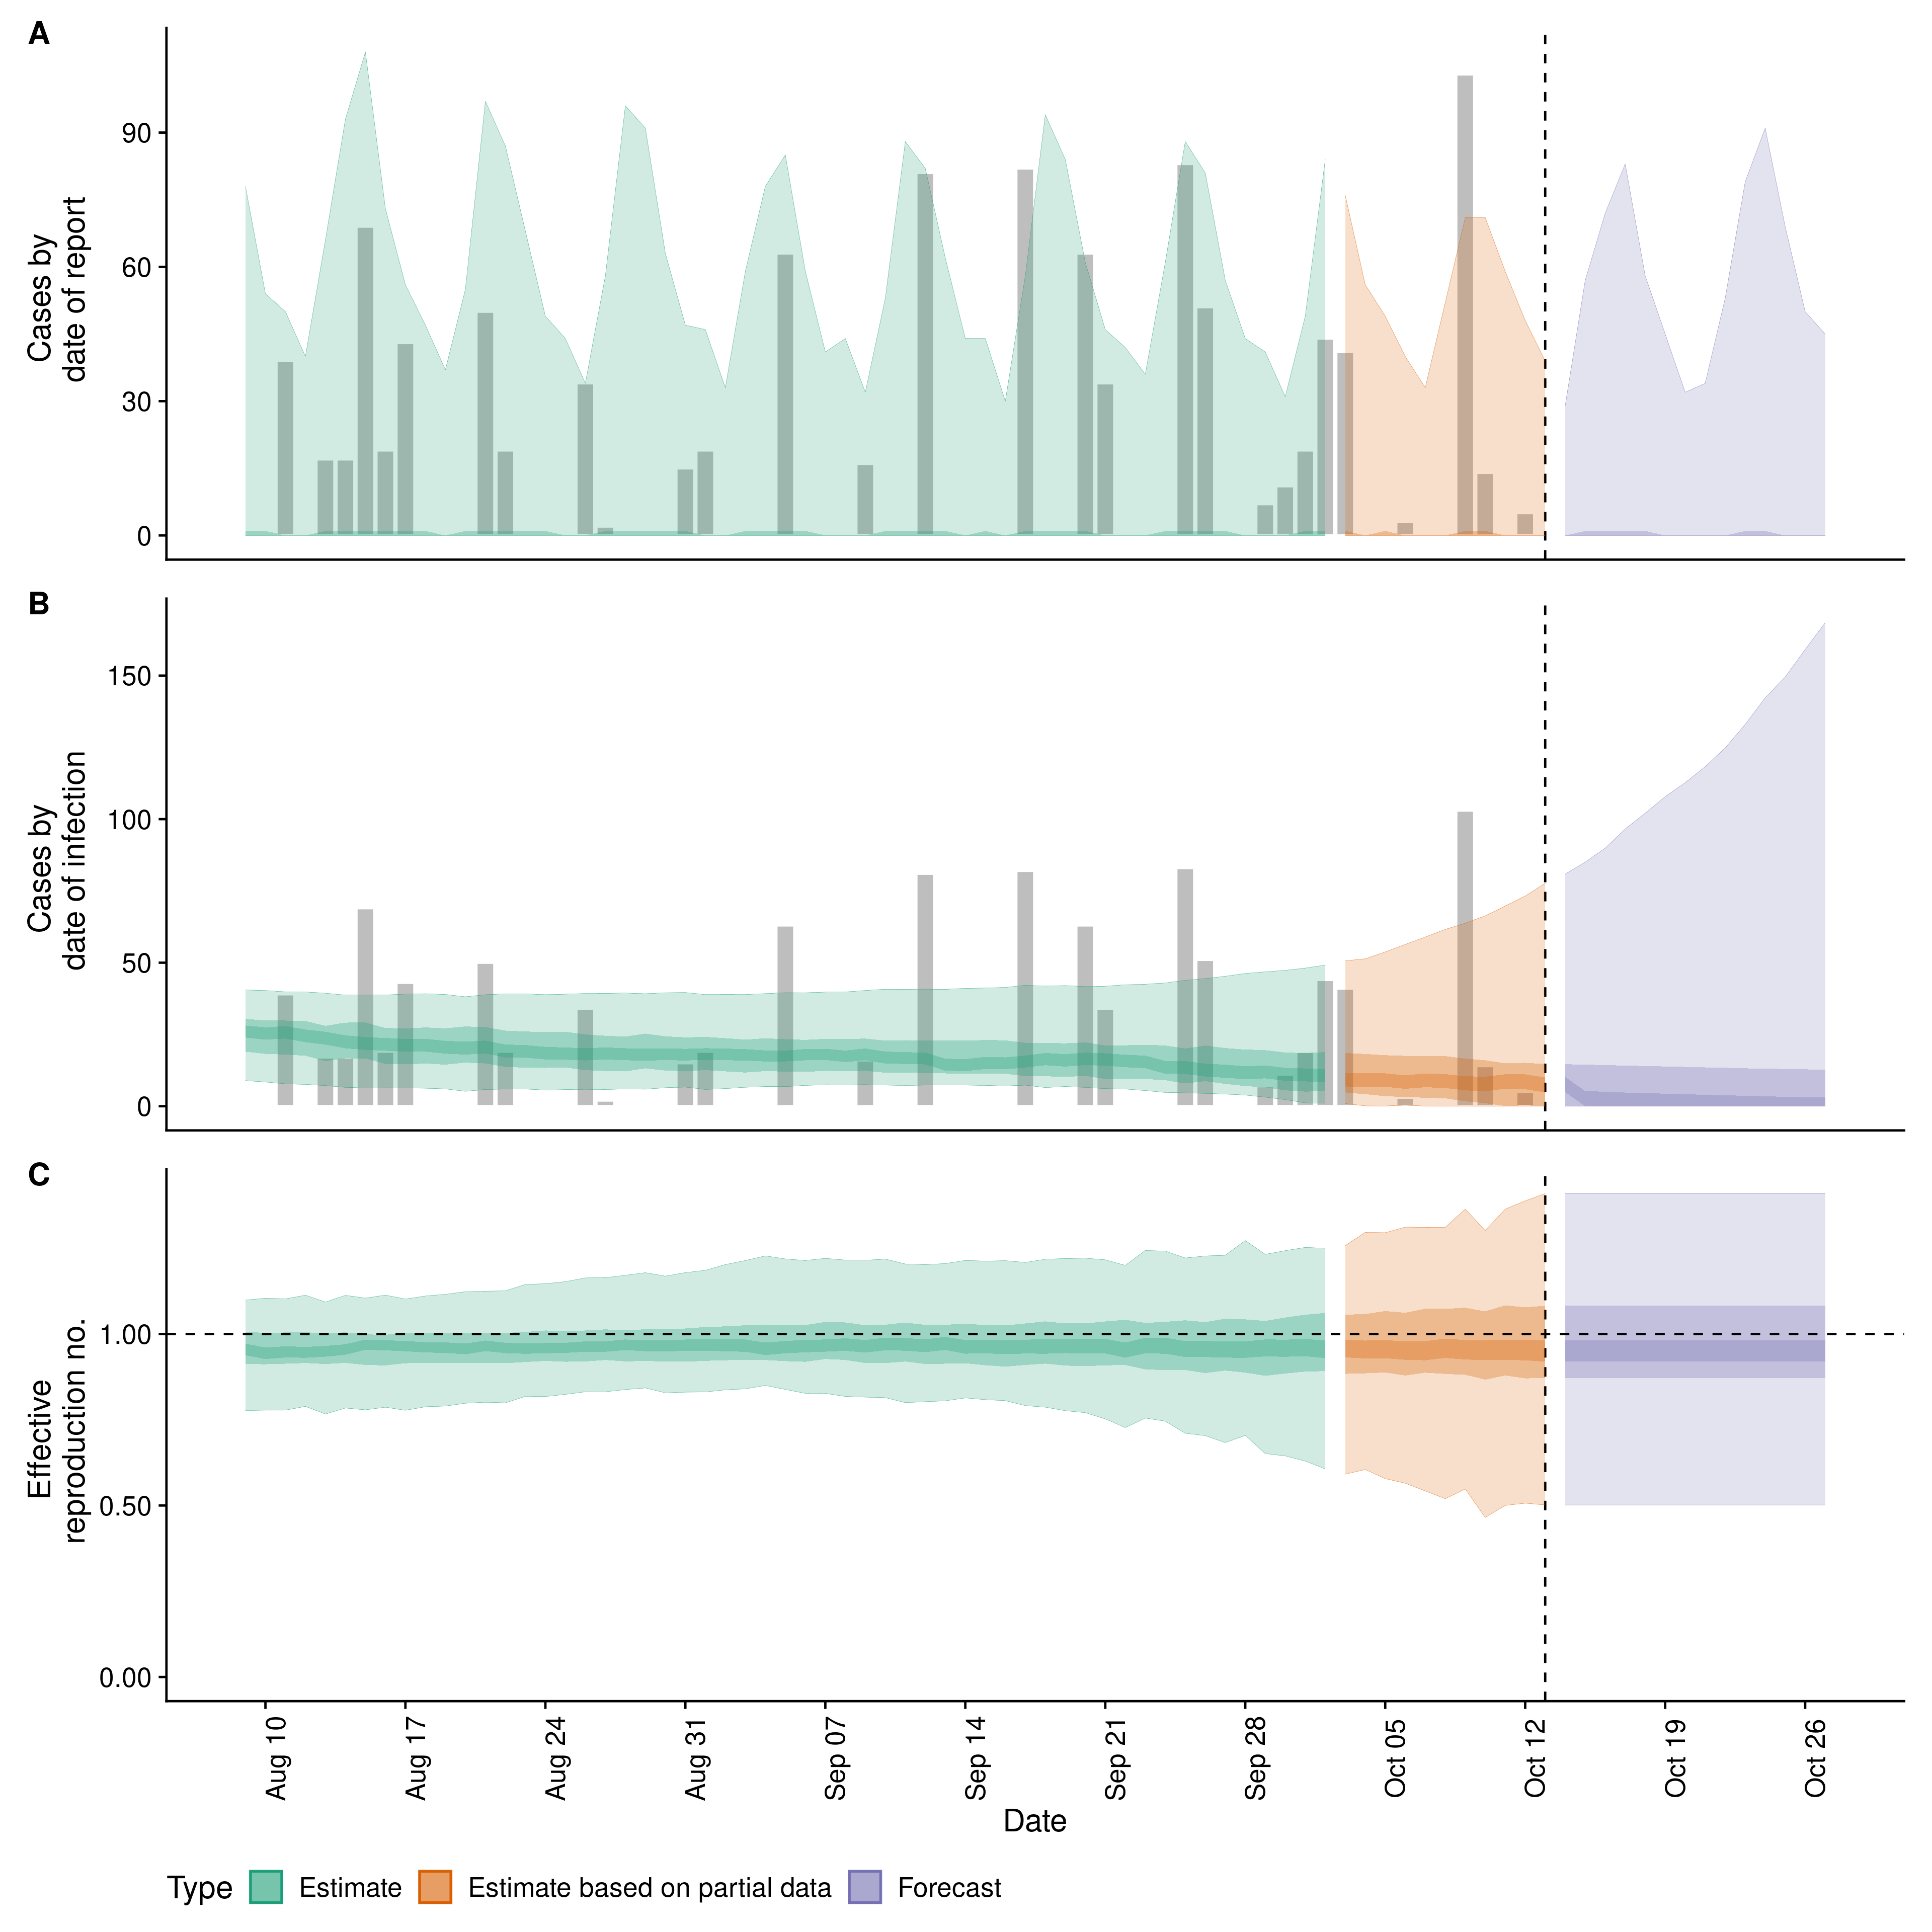 A
Cases by
date of report
90
60
30
0
B
Cases by
date of infection
150
100
50
0
C
Effective
reproduction no.
1.00
0.50
0.00
Aug 10
Aug 17
Aug 24
Aug 31
Sep 07
Sep 14
Sep 21
Sep 28
Oct 05
Oct 12
Oct 19
Oct 26
Date
Type Estimate Estimate based on partial data Forecast